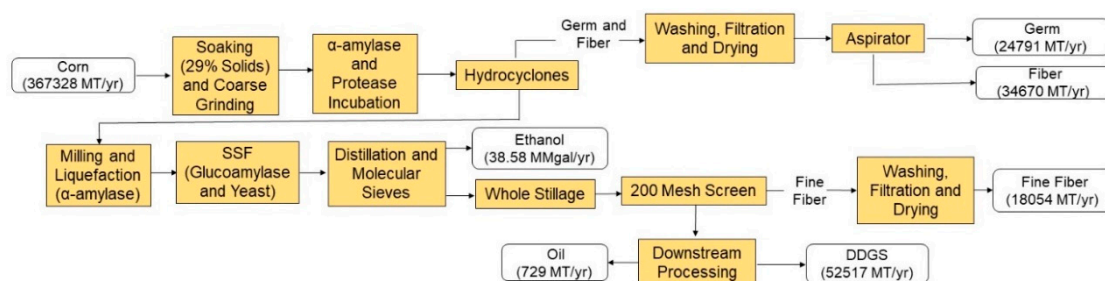 Corn
(367328 MT/yr)
Soaking
(29% Solids)
and Coarse
Grinding
α-amylase
and
Protease
Incubation
Hydrocyclones
Germ and
Fiber
Washing, Filtration
and Drying
Aspirator
Germ
(24791 MT/yr)
Fiber
(34670 MT/yr)
Milling and
Liquefaction
(α-amylase)
SSF
(Glucoamylase
and Yeast)
Distillation and
Molecular
Sieves
Ethanol
(38.58 MMgal/yr)
Whole Stillage
200 Mesh Screen
Fine
Fiber
Washing,
Filtration and
Drying
Fine Fiber
(18054 MT/yr)
Oil
(729 MT/yr)
Downstream
Processing
DDGS
(52517 MT/yr)